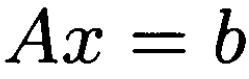 Ax = b